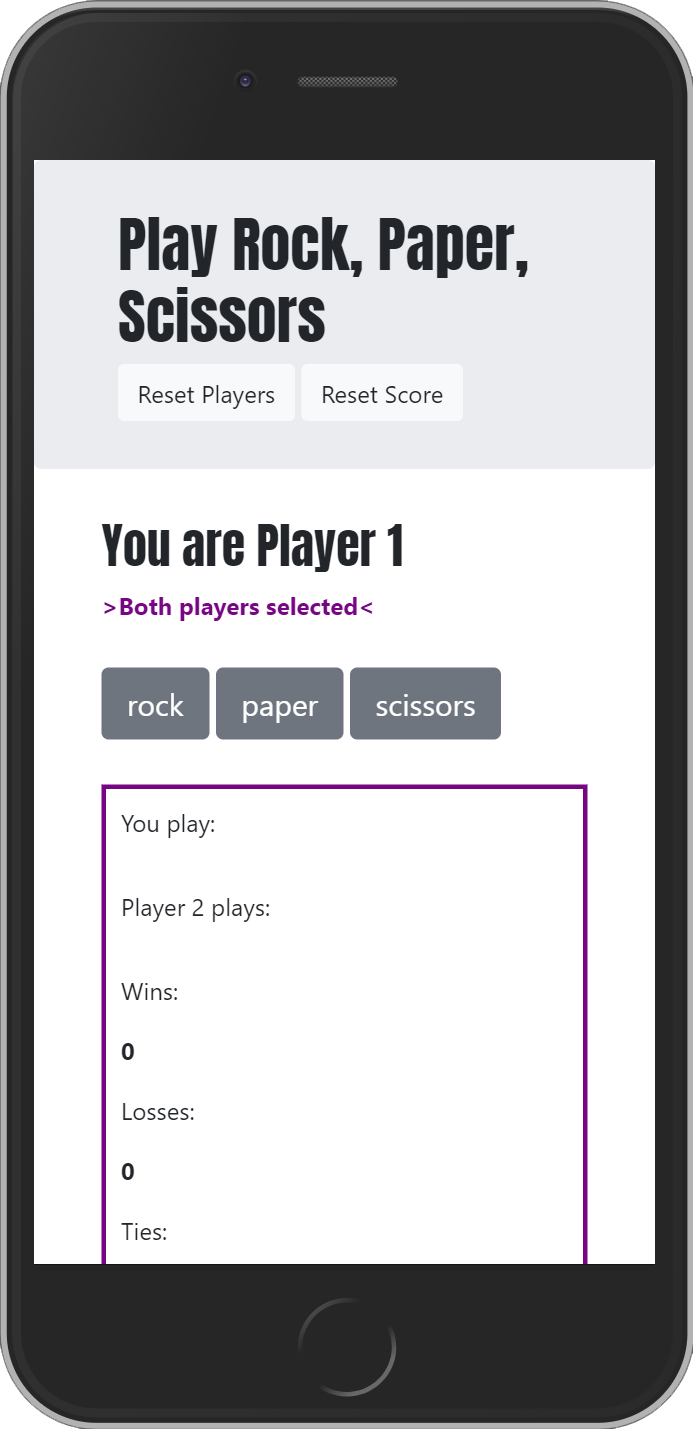 Play Rock, Paper,
Scissors
Reset Players Reset Score
You are Player 1
>Both players selected<
rock paper scissors
You play:
Player 2 plays:
Wins:
0
Losses:
0
Ties: